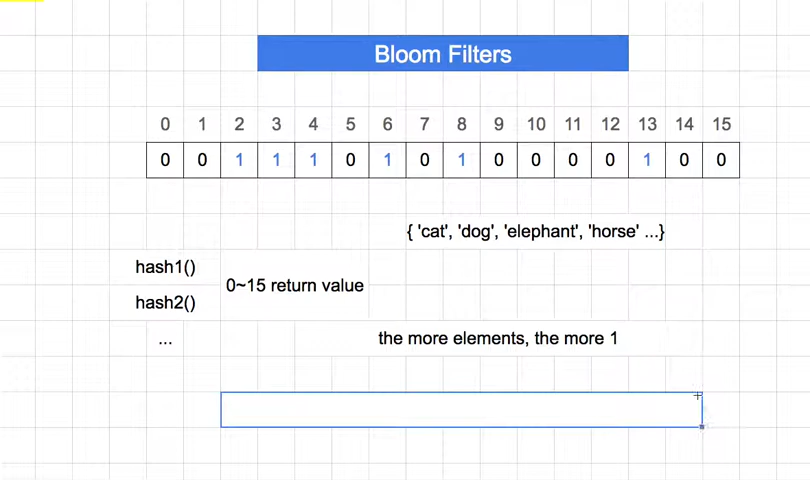 Bloom Filters
0 1 2 3 4 5 6 7 8 9 10 11 12 13 14 15
0 0 1 1 1 0 1 0 1 0 0 0 0 1 0 0
{ 'cat', 'dog', 'elephant', 'horse' ...}
hash1()
0~15 return value
hash2()
...
the more elements, the more 1